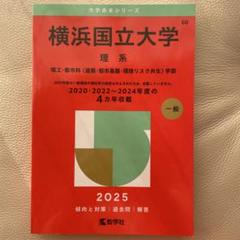 大学赤本シリーズ
横浜国立大学
理系
理工・都市科〈建築・都市基盤・環境リスク共生〉学部
2020・2022~2024年度の
4カ年収載
一般
2025
傾向と対策｜過去問｜解答
教学社